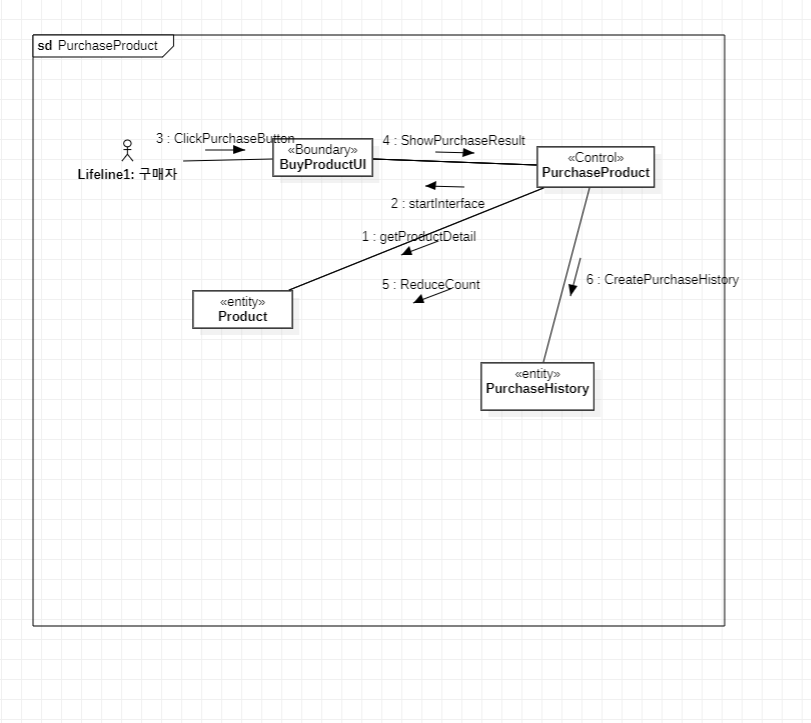 sd PurchaseProduct
3 : ClickPurchaseButton
4 : ShowPurchaseResult
«Boundary»
BuyProductUI
«Control»
PurchaseProduct
Lifeline1: 구매자
2 : startInterface
1 : getProductDetail
5 : ReduceCount
6 : CreatePurchaseHistory
«entity»
Product
«entity»
PurchaseHistory